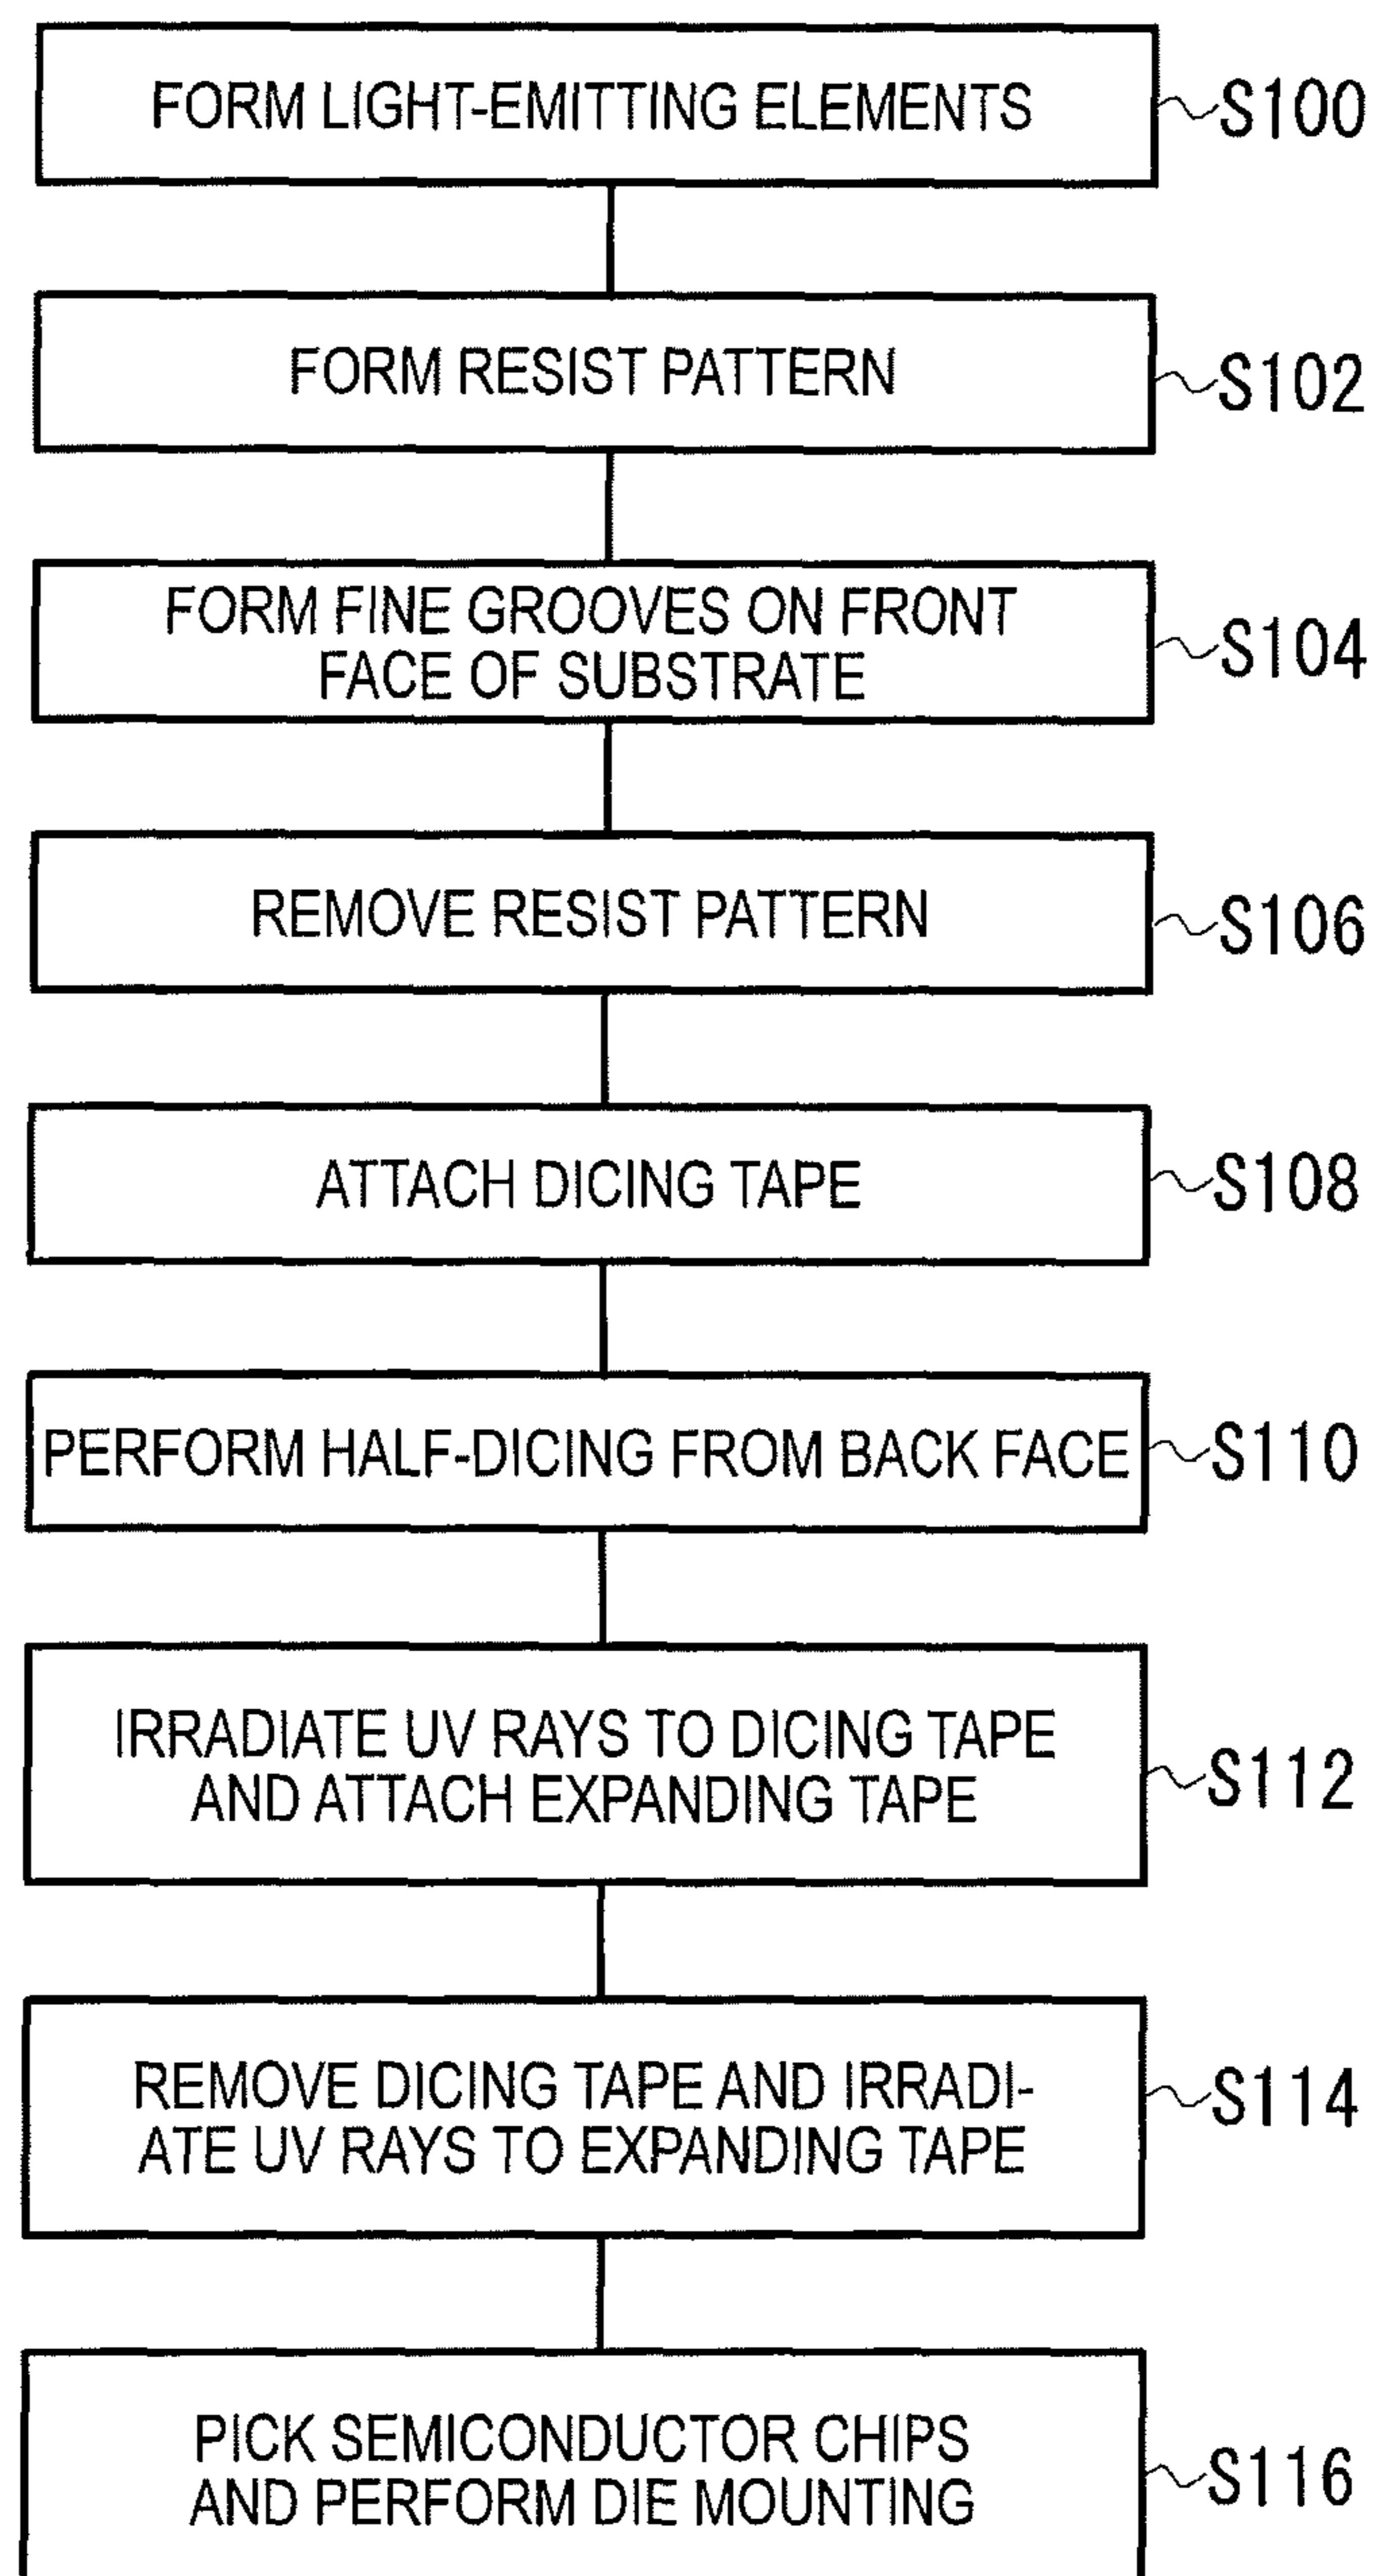 FORM LIGHT-EMITTING ELEMENTS
S100
FORM RESIST PATTERN
S102
FORM FINE GROOVES ON FRONT
FACE OF SUBSTRATE
S104
REMOVE RESIST PATTERN
S106
ATTACH DICING TAPE
S108
PERFORM HALF-DICING FROM BACK FACE
S110
IRRADIATE UV RAYS TO DICING TAPE
AND ATTACH EXPANDING TAPE
S112
REMOVE DICING TAPE AND IRRADI-
ATE UV RAYS TO EXPANDING TAPE
S114
PICK SEMICONDUCTOR CHIPS
AND PERFORM DIE MOUNTING
S116